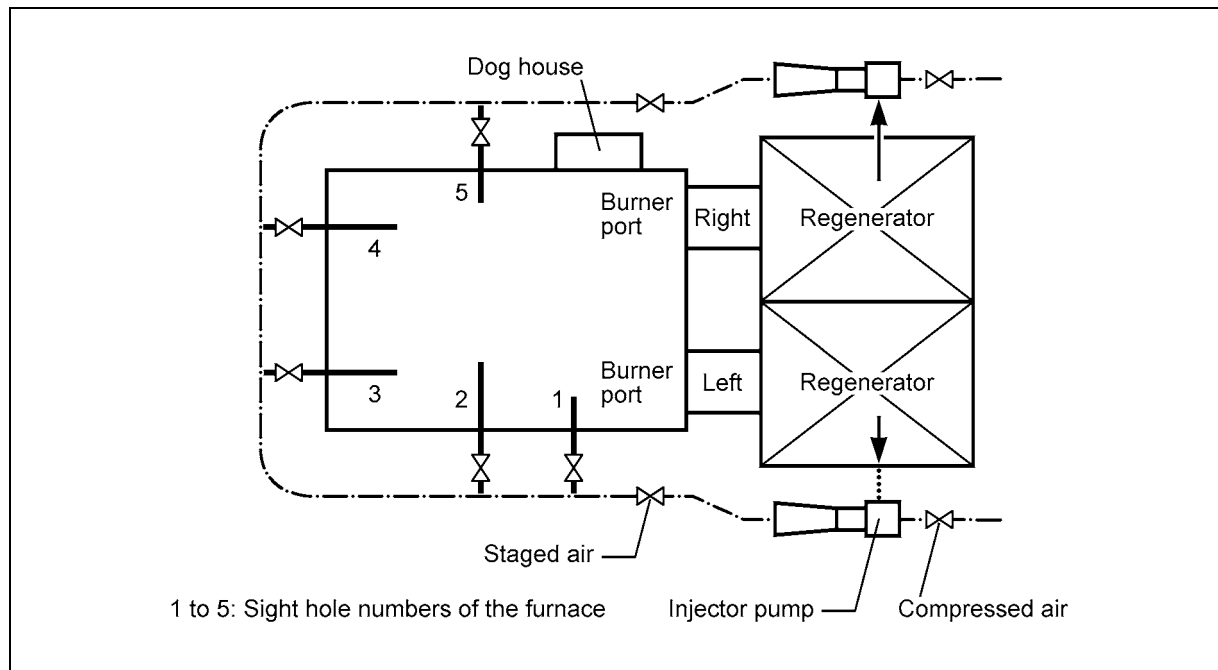 Dog house
5
Burner
port
Right
Regenerator
4
3
2
1
Burner
port
Left
Regenerator
Staged air
1 to 5: Sight hole numbers of the furnace
Injector pump
Compressed air